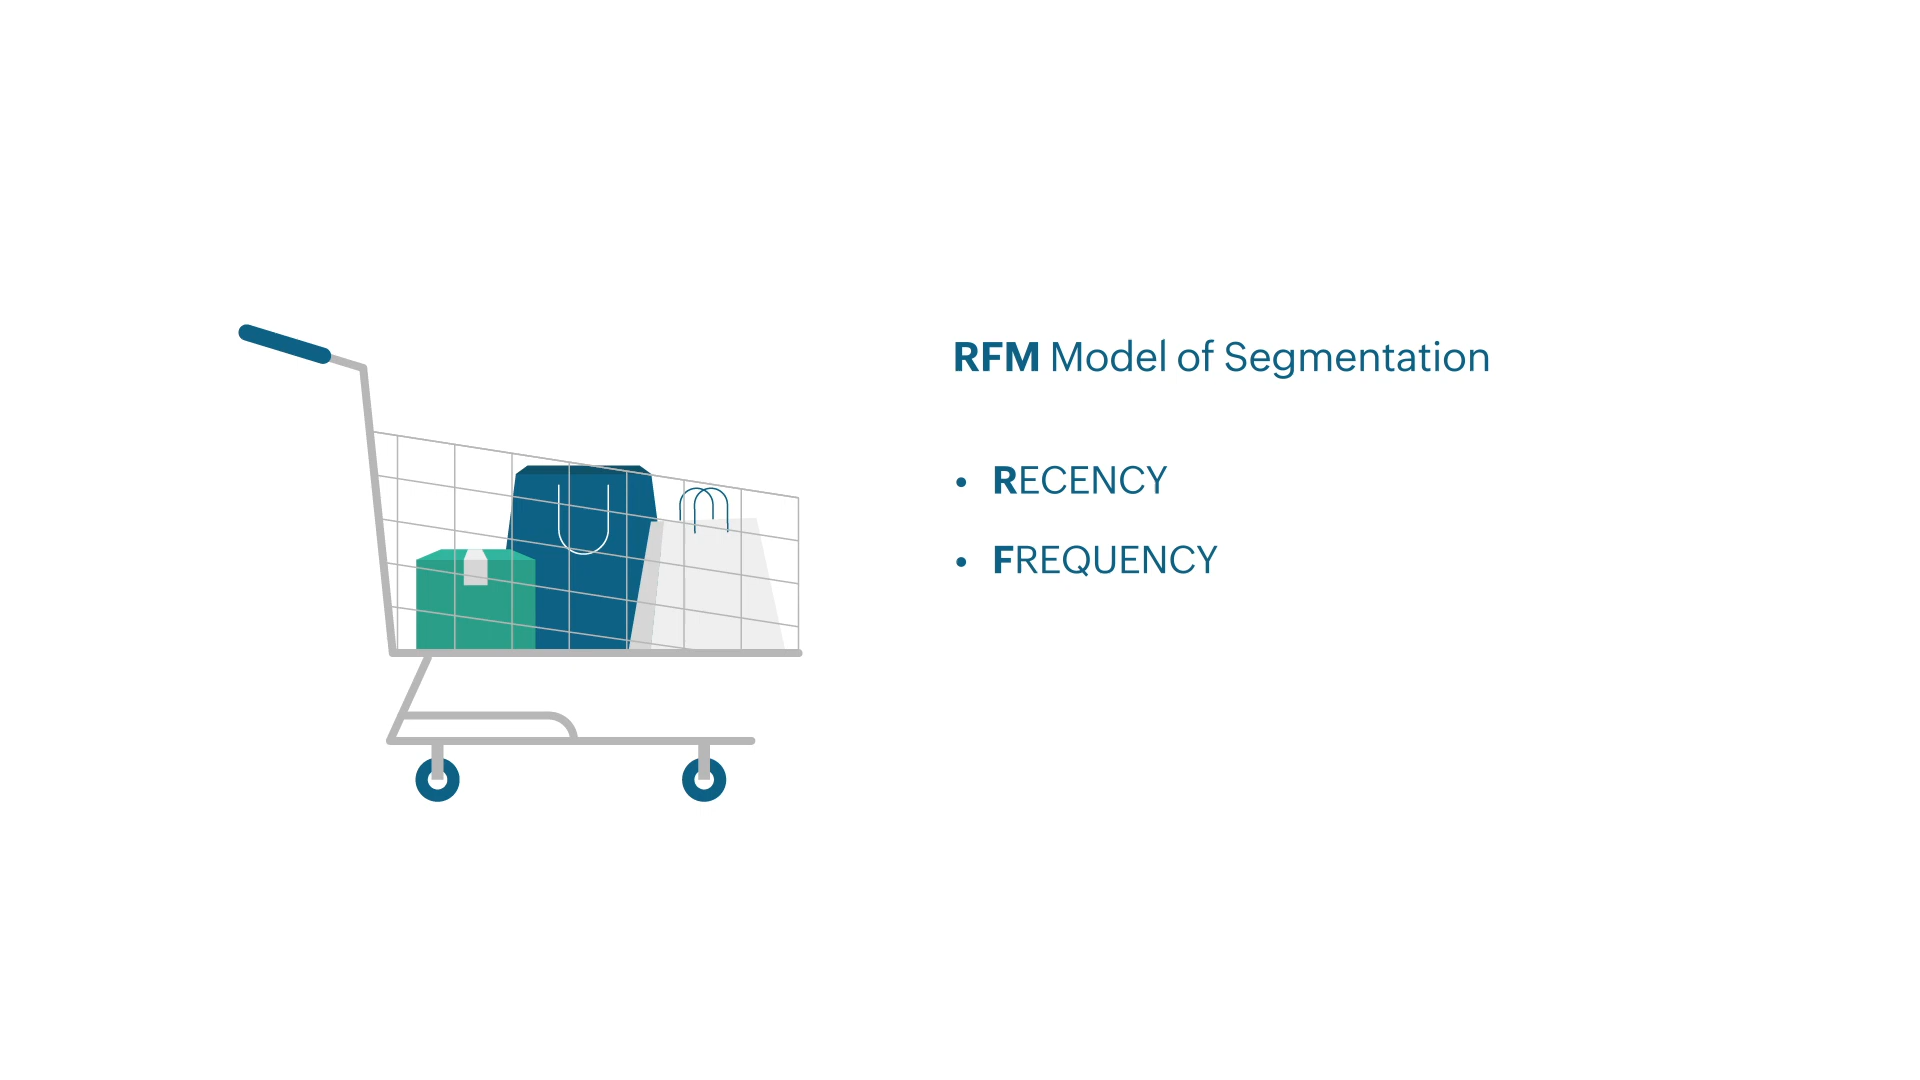 RFM Model of Segmentation
• RECENCY
• FREQUENCY